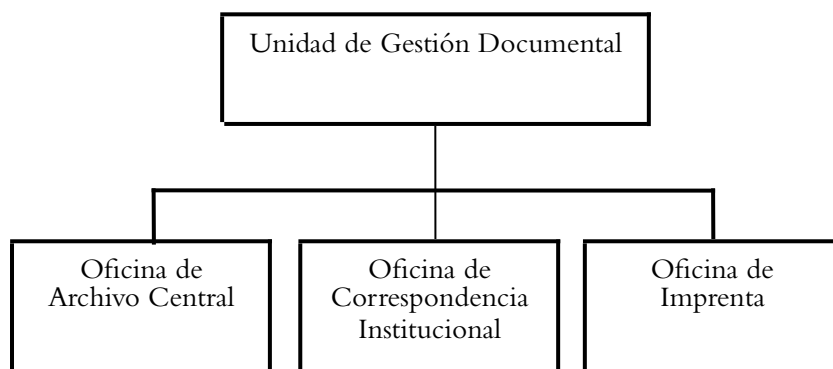 Unidad de Gestión Documental
Oficina de
Archivo Central
Oficina de
Correspondencia
Institucional
Oficina de
Imprenta